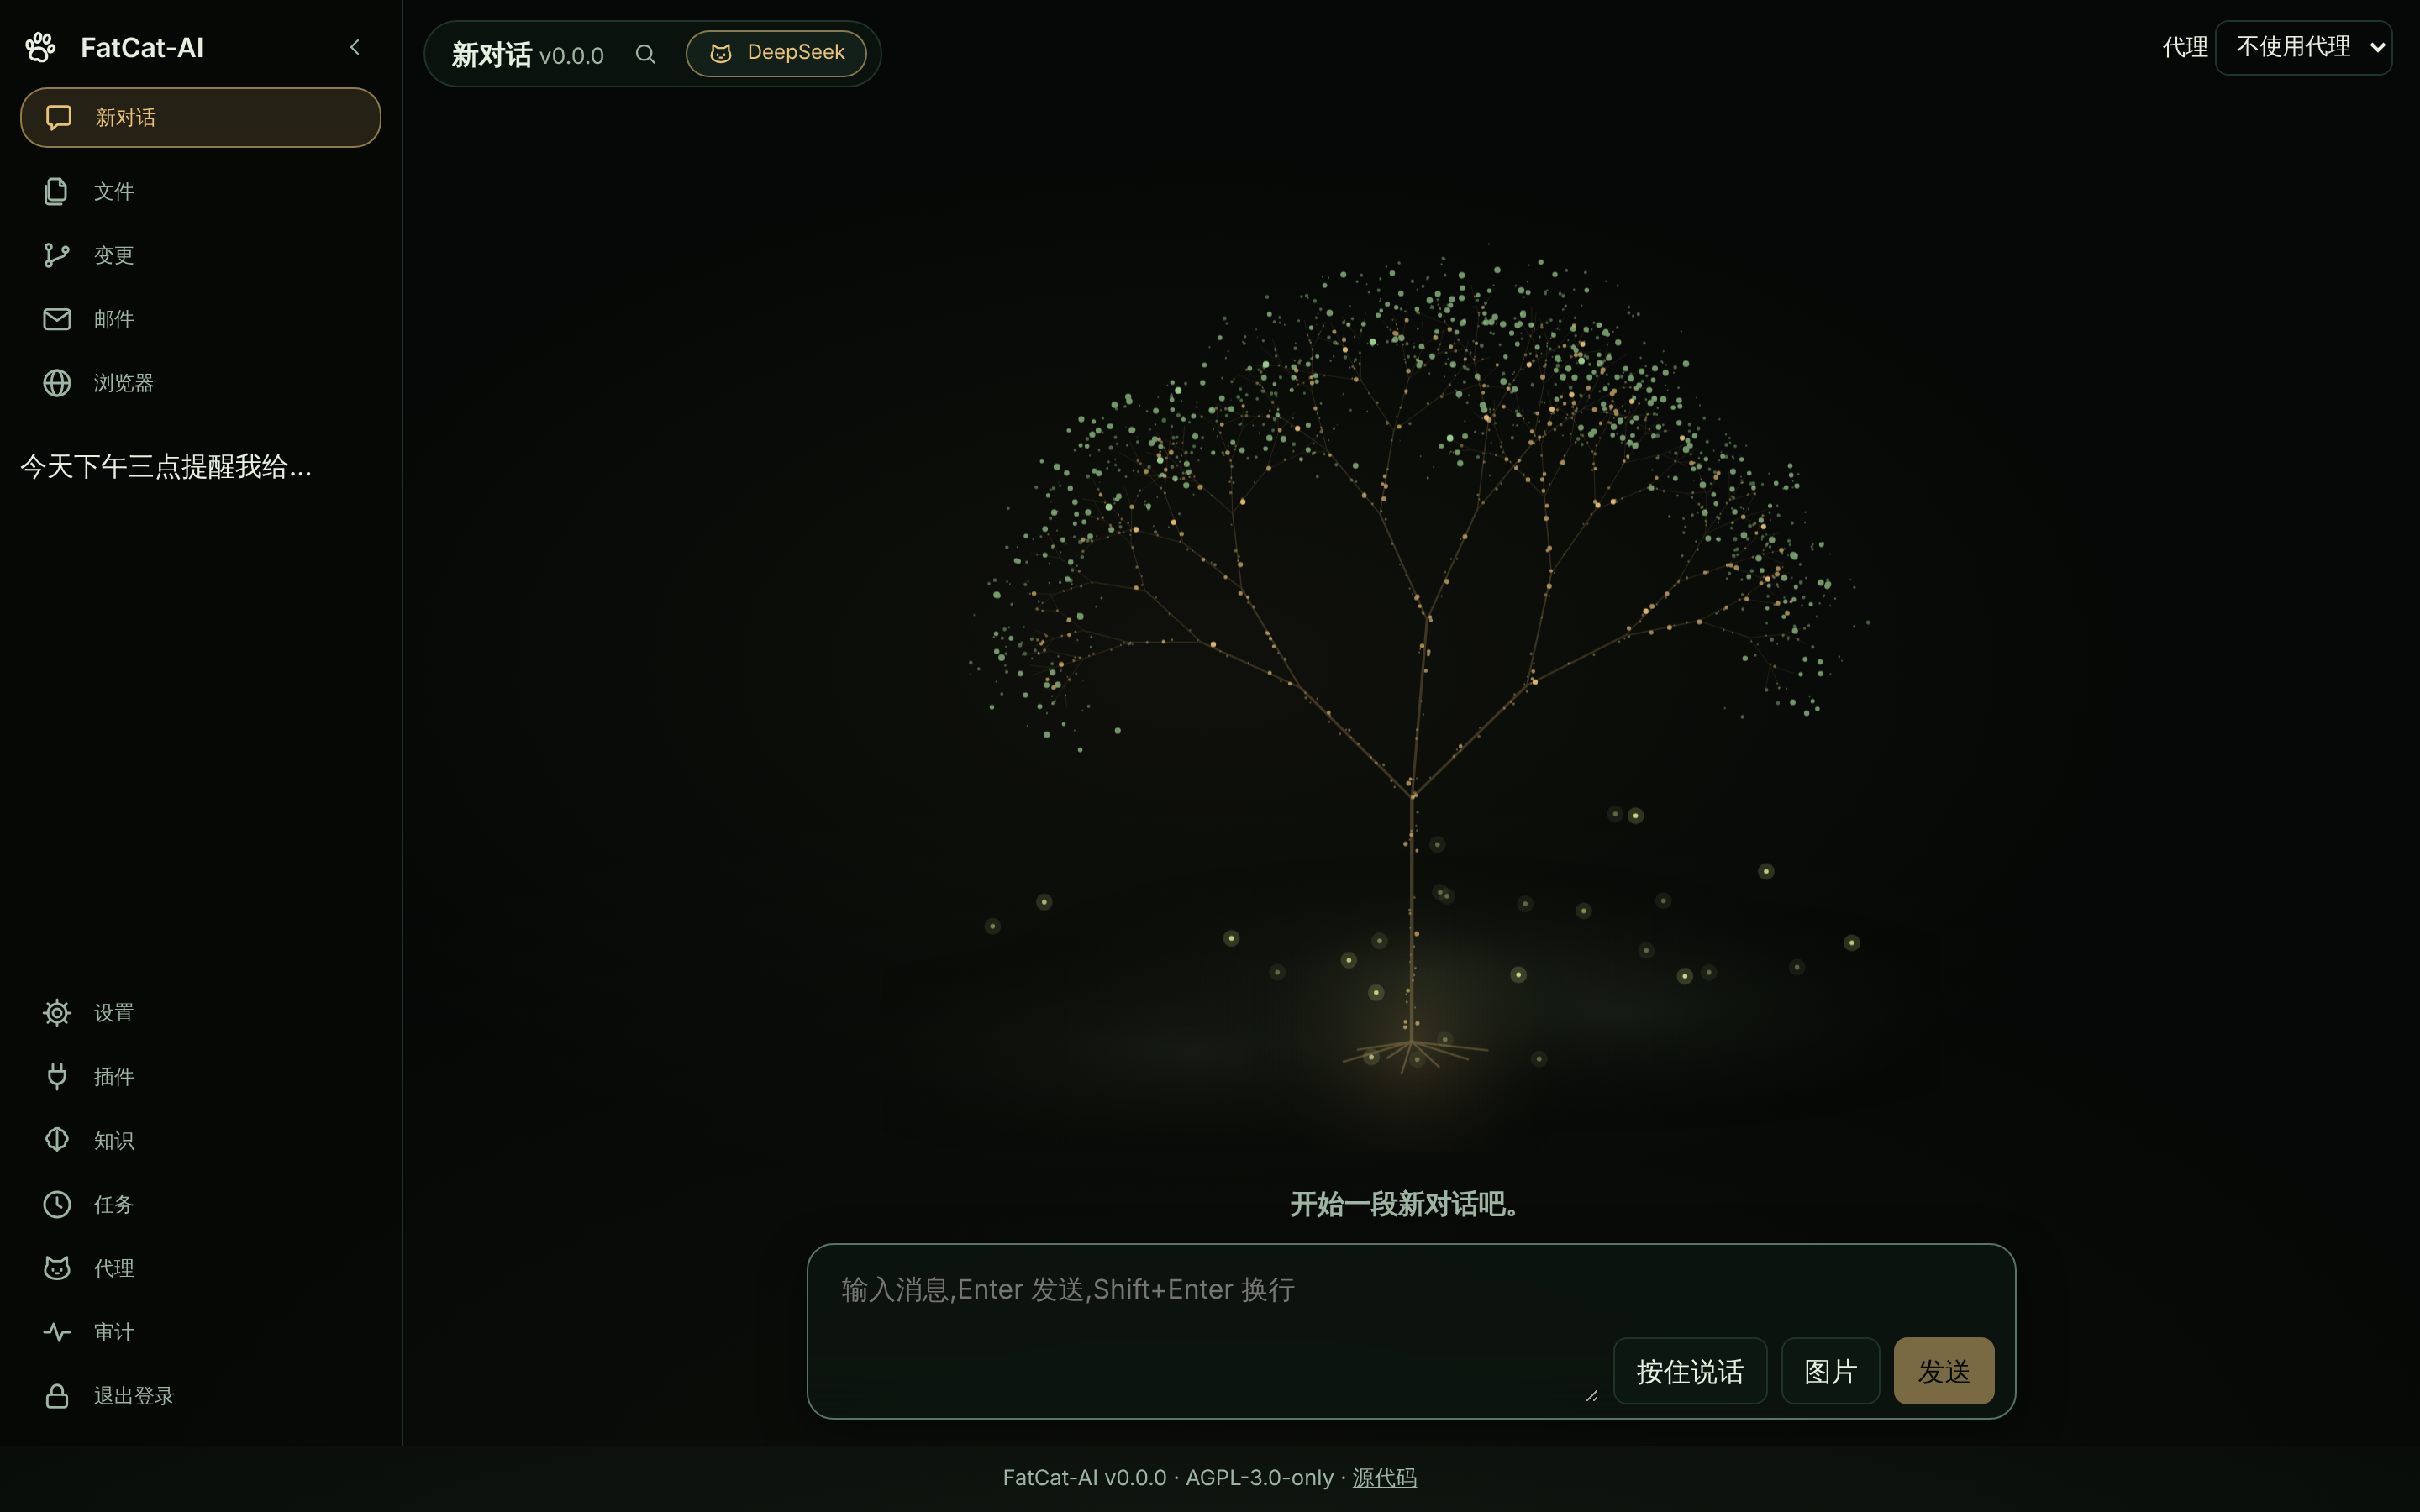 FatCat-AI
新对话
文件
变更
邮件
浏览器
今天下午三点提醒我给...
设置
插件
知识
任务
代理
审计
退出登录
新对话 v0.0.0 DeepSeek
代理 不使用代理
开始一段新对话吧。
输入消息,Enter 发送,Shift+Enter 换行
按住说话 图片 发送
FatCat-AI v0.0.0 · AGPL-3.0-only · 源代码